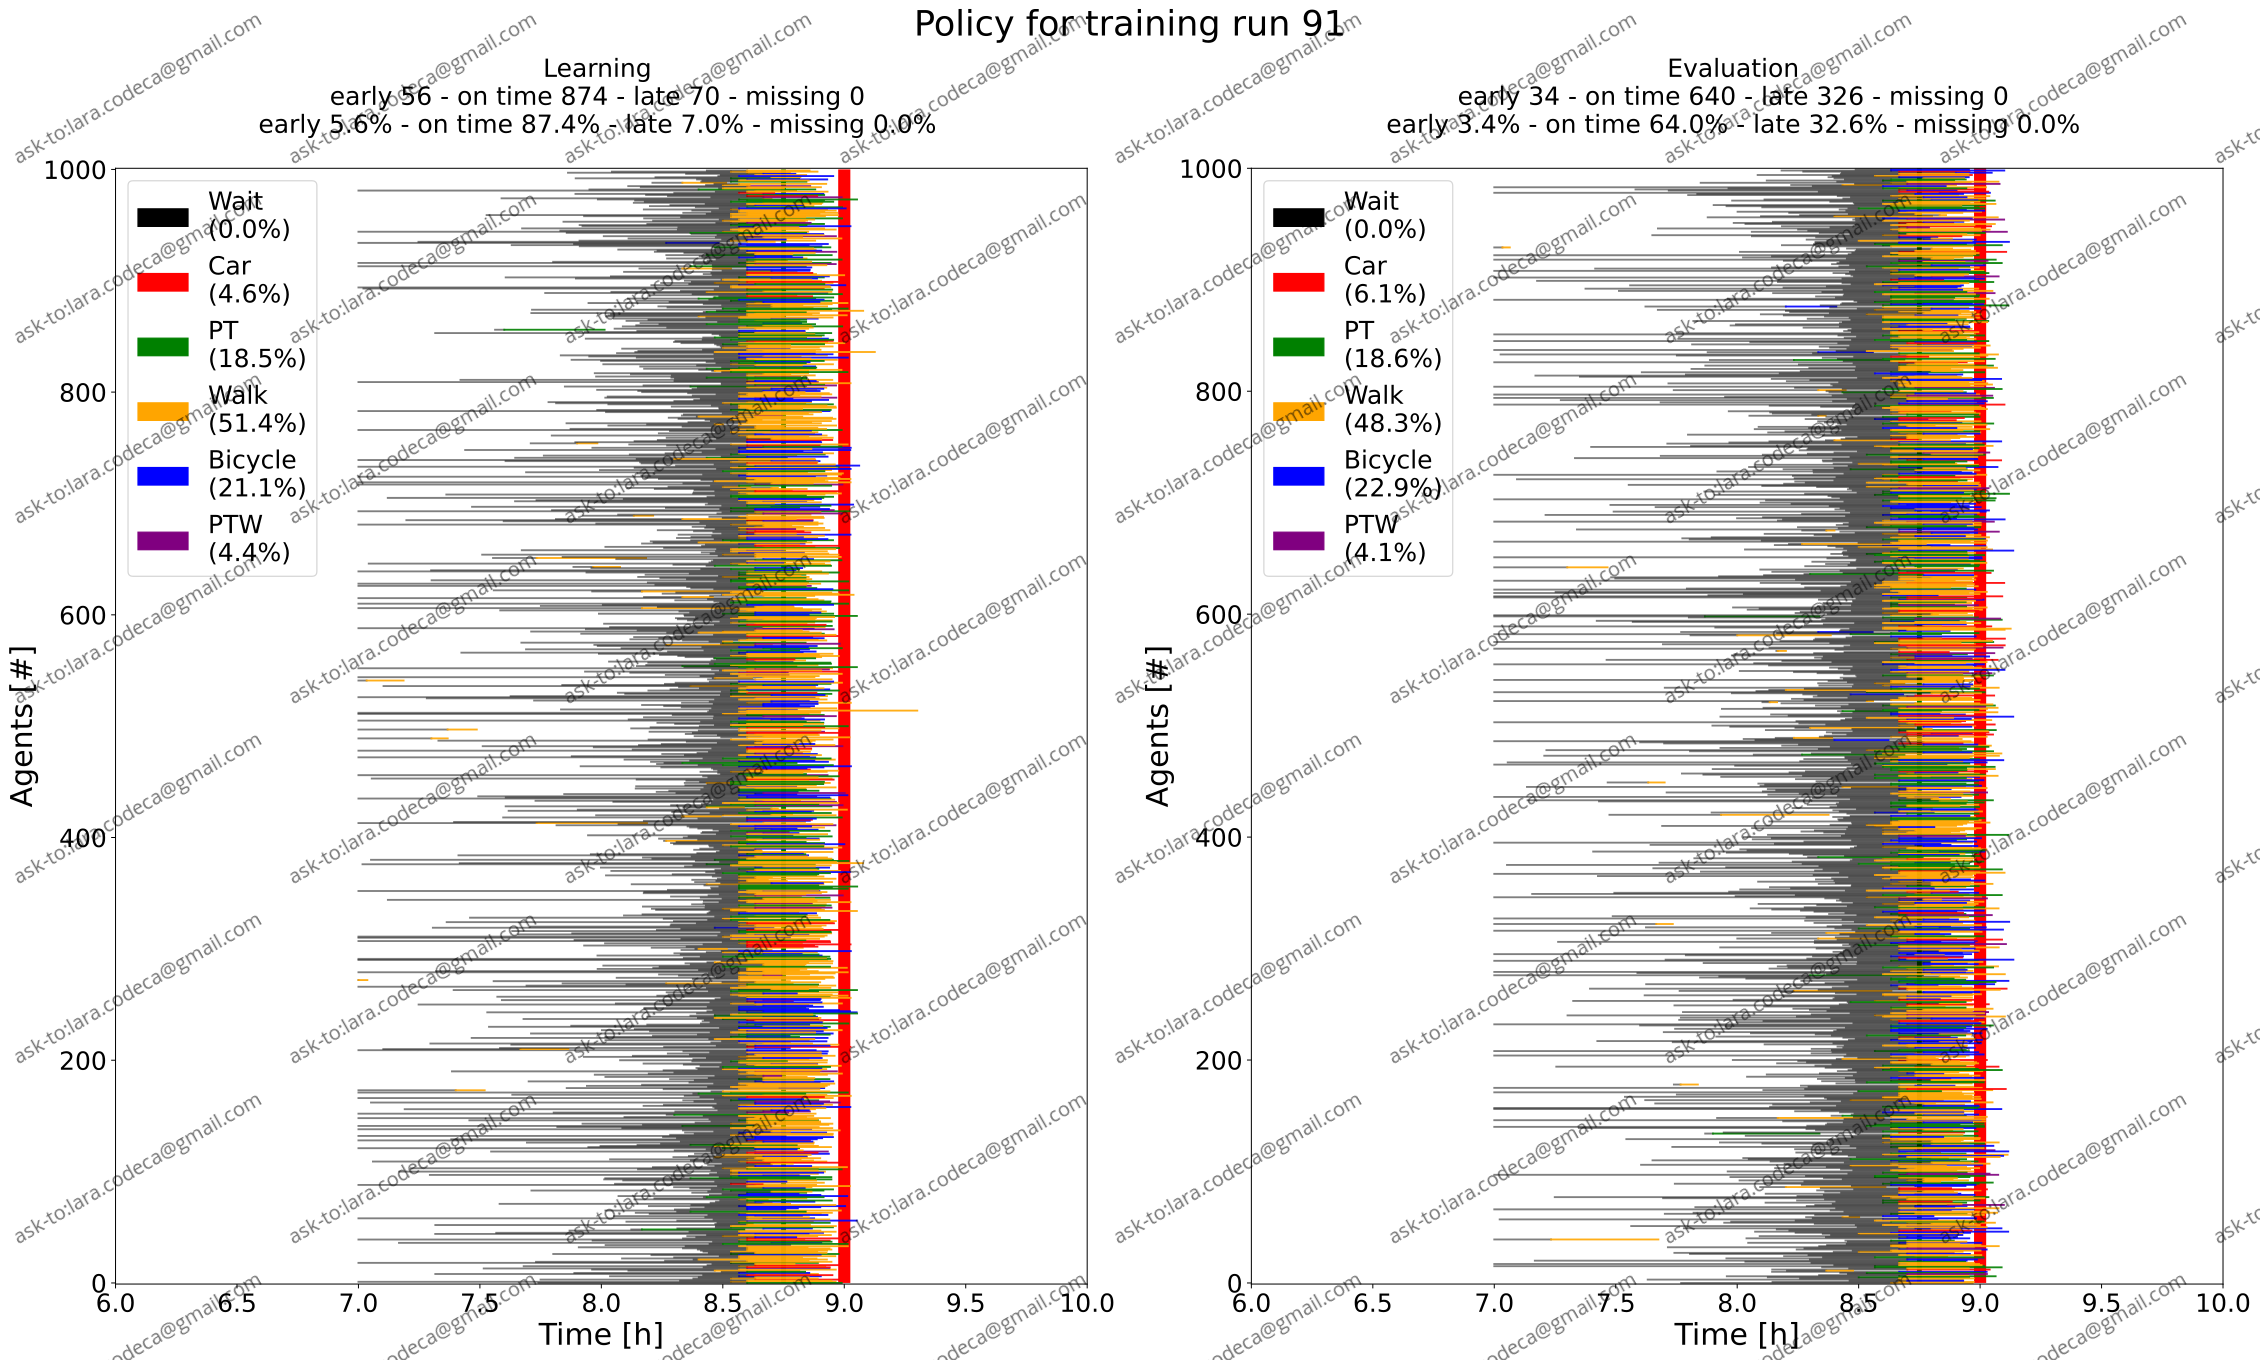 Policy for training run 91
Learning
early 56 - on time 874 - late 70 - missing 0
early 5.6% - on time 87.4% - late 7.0% - missing 0.0%
1000
800
600
400
200
0
Agents [#]
Wait
(0.0%)
Car
(4.6%)
PT
(18.5%)
Walk
(51.4%)
Bicycle
(21.1%)
PTW
(4.4%)
6.0 6.5 7.0 7.5 8.0 8.5 9.0 9.5 10.0
Time [h]
Evaluation
early 34 - on time 640 - late 326 - missing 0
early 3.4% - on time 64.0% - late 32.6% - missing 0.0%
1000
800
600
400
200
0
Agents [#]
Wait
(0.0%)
Car
(6.1%)
PT
(18.6%)
Walk
(48.3%)
Bicycle
(22.9%)
PTW
(4.1%)
6.0 6.5 7.0 7.5 8.0 8.5 9.0 9.5 10.0
Time [h]
ask-to:lara.codeca@gmail.com